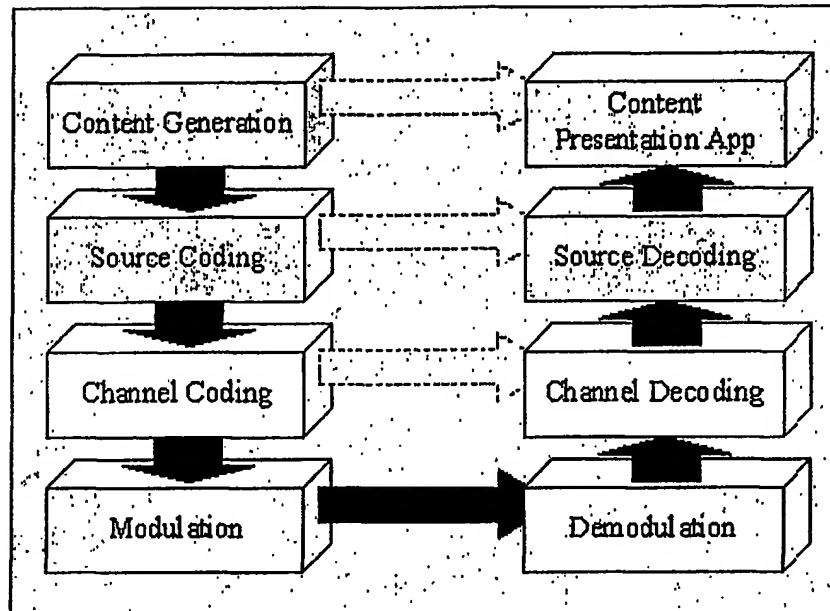 Content Generation
Content
Presentation App
Source Coding
Source Decoding
Channel Coding
Channel Decoding
Modulation
Demodulation